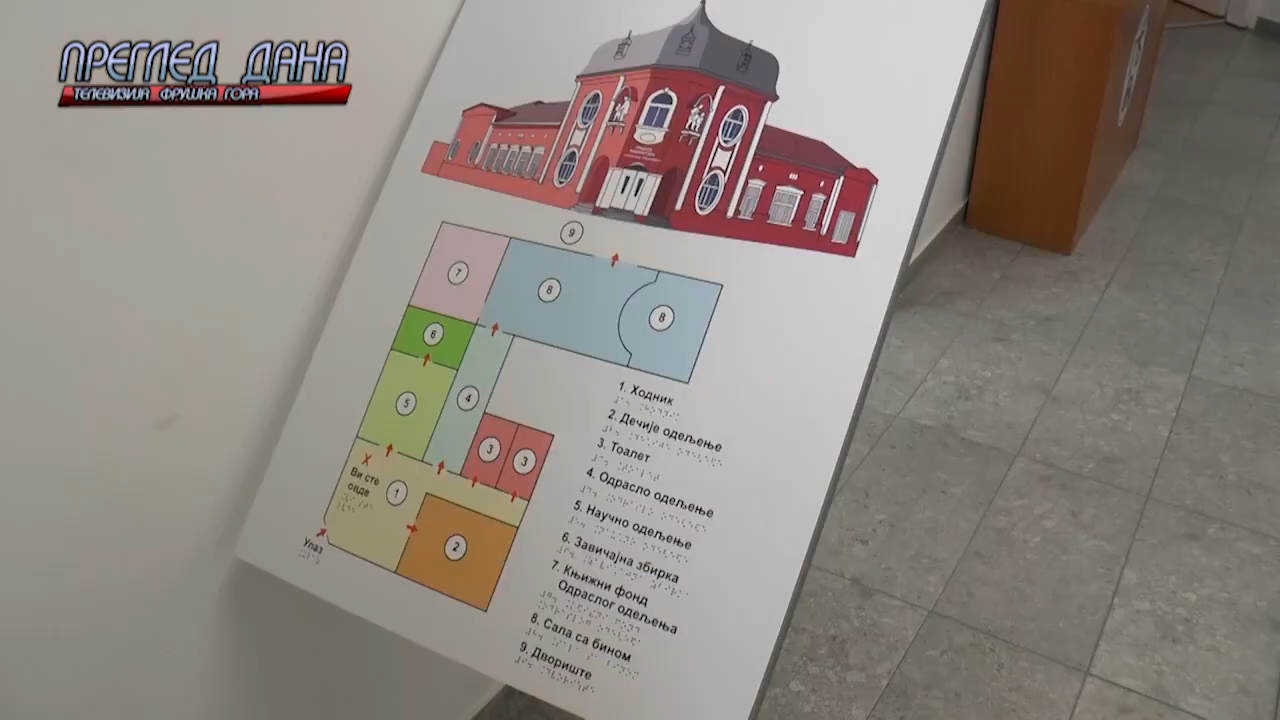 ПРЕГЛЕД ДАНА
ТЕЛЕВИЗИЈА ФРУШКА ГОРА
9
7
8
8
6
5
4
3
3
Ви сте
овде
1
2
Улаз
1. Ходник
2. Дечије одељење
3. Тоалет
4. Одрасло одељење
5. Научно одељење
6. Завичајна збирка
7. Књижни фонд
Одраслог одељења
8. Сала са бином
9. Двориште